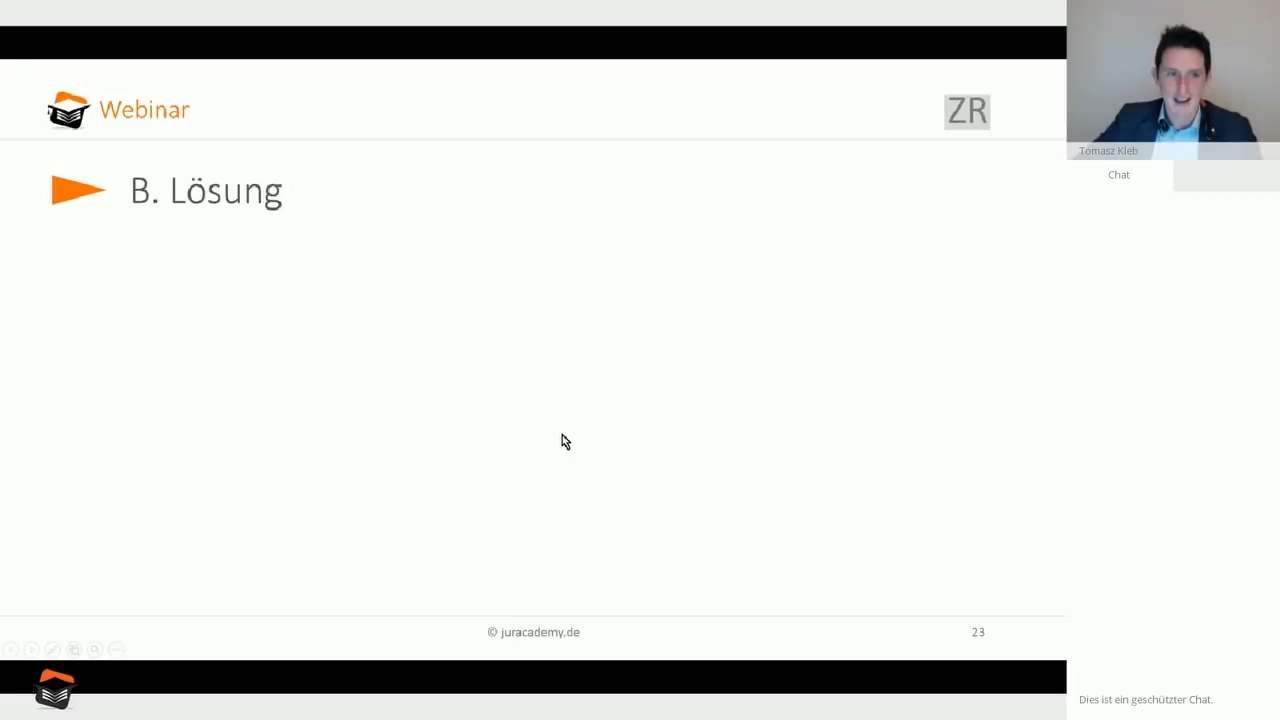 Webinar
ZR
B. Lösung
© juracademy.de
23
Tomasz Kleb
Chat
Dies ist ein geschützter Chat.